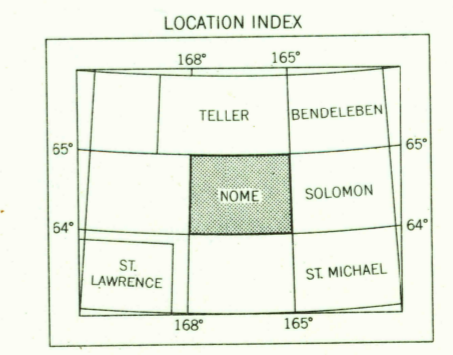 LOCATION INDEX
168° 165°
TELLER BENDELEBEN
65° 65°
NOME SOLOMON
64° 64°
ST. LAWRENCE ST. MICHAEL
168° 165°